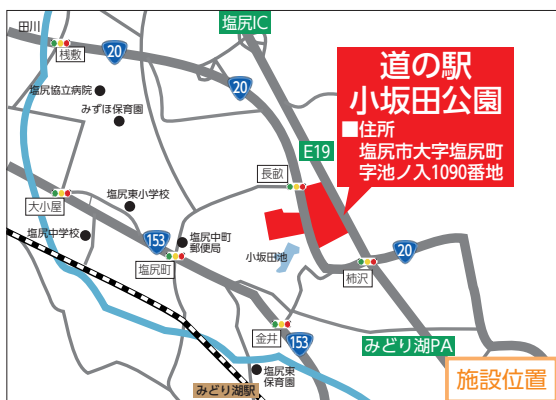 田川
塩尻IC
桟敷
20
20
塩尻協立病院
みずほ保育園
道の駅
小坂田公園
■住所
塩尻市大字塩尻町
字池ノ入1090番地
E19
長畝
大小屋
塩尻東小学校
塩尻中学校
153
塩尻中町
郵便局
塩尻町
小坂田池
20
柿沢
金井
153
みどり湖PA
塩尻東
保育園
みどり湖駅
施設位置